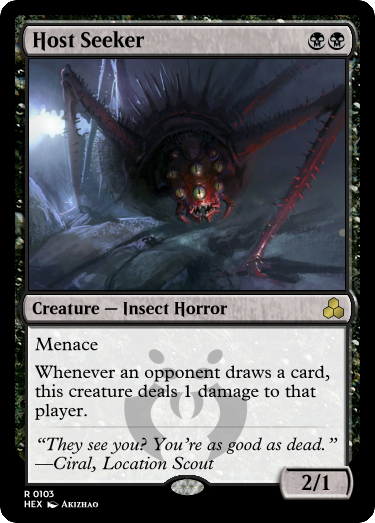 Host Seeker
Creature — Insect Horror
Menace
Whenever an opponent draws a card,
this creature deals 1 damage to that
player.
“They see you? You're as good as dead.”
—Ciral, Location Scout
2/1
R 0103
HEX Akizhao